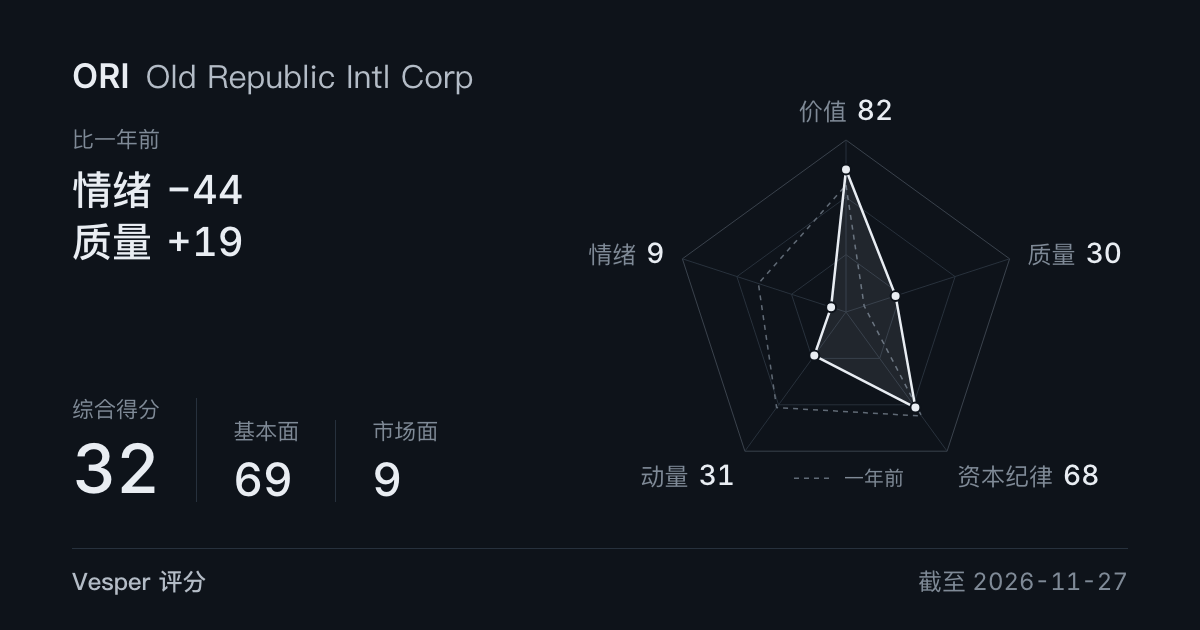 ORI Old Republic Intl Corp
比一年前
情绪 −44
质量 +19
综合得分
32
基本面
69
市场面
9
价值 82
情绪 9
质量 30
动量 31
一年前
资本纪律 68
Vesper 评分
截至 2026-11-27